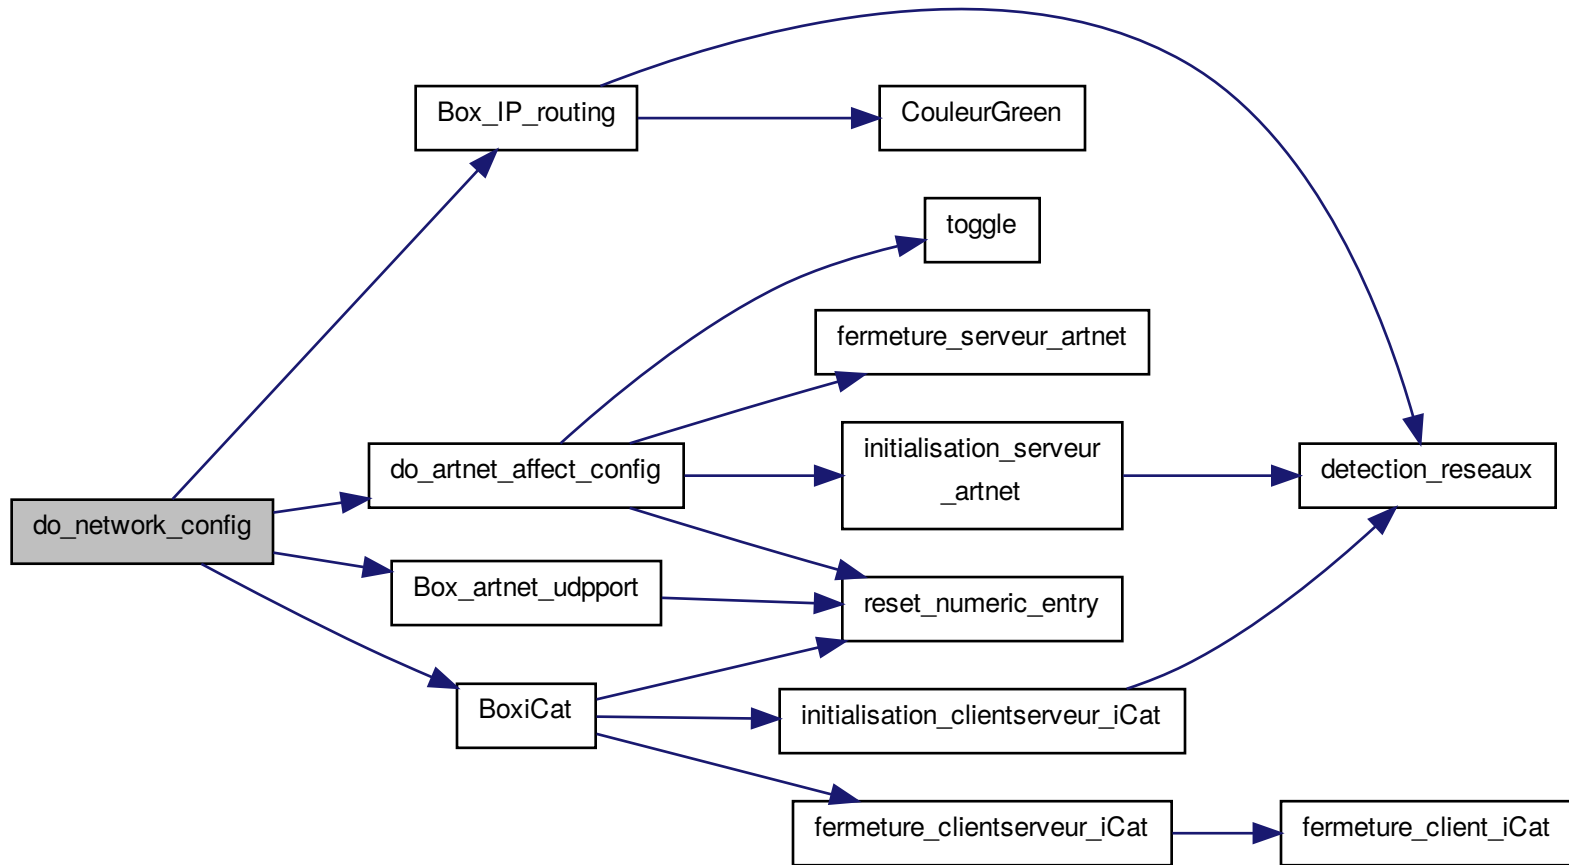 Box_IP_routing
CouleurGreen
toggle
fermeture_serveur_artnet
do_artnet_affect_config
initialisation_serveur
_artnet
detection_reseaux
do_network_config
Box_artnet_udpport
reset_numeric_entry
BoxiCat
initialisation_clientserveur_iCat
fermeture_clientserveur_iCat
fermeture_client_iCat